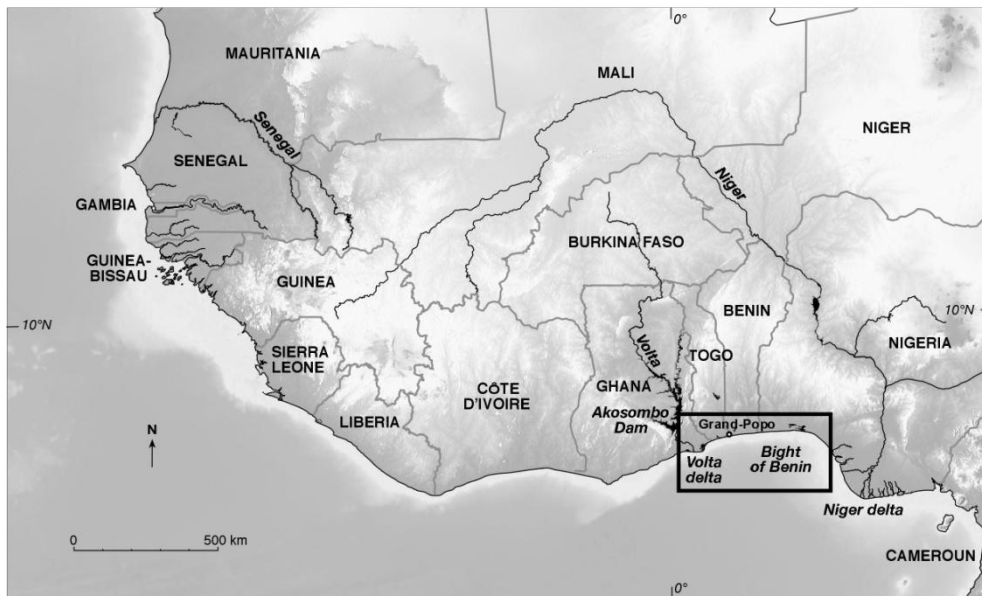 0°
MAURITANIA
MALI
NIGER
Senegal
SENEGAL
Niger
GAMBIA
BURKINA FASO
GUINEA-
BISSAU
GUINEA
BENIN
10°N
10°N
NIGERIA
SIERRA
LEONE
Volta
TOGO
CÔTE
D'IVOIRE
GHANA
LIBERIA
Akosombo
Dam
Grand-Popo
N
Volta
delta
Bight
of Benin
Niger delta
0
500 km
CAMEROUN
0°